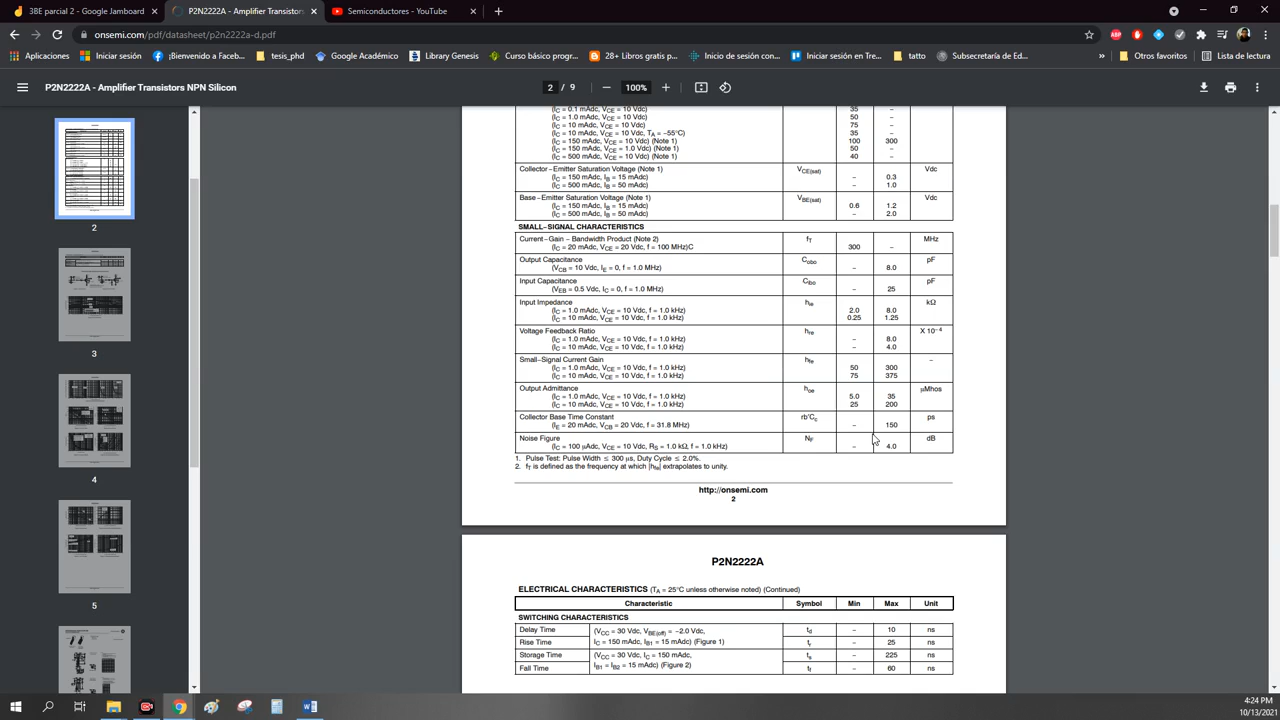 3BE parcial 2 - Google Jamboard
P2N2222A - Amplifier Transistors
Semiconductores - YouTube
onsemi.com/pdf/datasheet/p2n2222a-d.pdf
Aplicaciones
Iniciar sesión
¡Bienvenido a Faceb...
tesis_phd
Google Académico
Library Genesis
Curso básico progra...
28+ Libros gratis p...
Inicio de sesión con...
Iniciar sesión en Ed...
tatto
Subsecretaría de Ed...
»
Otros favoritos
Lista de lectura
P2N2222A - Amplifier Transistors NPN Silicon
2 / 9
100%
(IC = 0.1 mAdc, VCE = 10 Vdc) 35 –
(IC = 1.0 mAdc, VCE = 10 Vdc) 50 –
(IC = 10 mAdc, VCE = 10 Vdc) 75 –
(IC = 10 mAdc, VCE = 10 Vdc, TA = –55°C) 35 –
(IC = 150 mAdc, VCE = 10 Vdc) (Note 1) 100 300
(IC = 150 mAdc, VCE = 1.0 Vdc) (Note 1) 50 –
(IC = 500 mAdc, VCE = 10 Vdc) (Note 1) 40 –
Collector–Emitter Saturation Voltage (Note 1) VCE(sat) Vdc
(IC = 150 mAdc, IB = 15 mAdc) – 0.3
(IC = 500 mAdc, IB = 50 mAdc) – 1.0
Base–Emitter Saturation Voltage (Note 1) VBE(sat) Vdc
(IC = 150 mAdc, IB = 15 mAdc) 0.6 1.2
(IC = 500 mAdc, IB = 50 mAdc) – 2.0
SMALL–SIGNAL CHARACTERISTICS
Current–Gain – Bandwidth Product (Note 2) fT MHz
(IC = 20 mAdc, VCE = 20 Vdc, f = 100 MHz)C 300 –
Output Capacitance Cobo pF
(VCB = 10 Vdc, IE = 0, f = 1.0 MHz) – 8.0
Input Capacitance Cibo pF
(VEB = 0.5 Vdc, IC = 0, f = 1.0 MHz) – 25
Input Impedance hie kΩ
(IC = 1.0 mAdc, VCE = 10 Vdc, f = 1.0 kHz) 2.0 8.0
(IC = 10 mAdc, VCE = 10 Vdc, f = 1.0 kHz) 0.25 1.25
Voltage Feedback Ratio hre X 10–4
(IC = 1.0 mAdc, VCE = 10 Vdc, f = 1.0 kHz) – 8.0
(IC = 10 mAdc, VCE = 10 Vdc, f = 1.0 kHz) – 4.0
Small–Signal Current Gain hfe –
(IC = 1.0 mAdc, VCE = 10 Vdc, f = 1.0 kHz) 50 300
(IC = 10 mAdc, VCE = 10 Vdc, f = 1.0 kHz) 75 375
Output Admittance hoe μMhos
(IC = 1.0 mAdc, VCE = 10 Vdc, f = 1.0 kHz) 5.0 35
(IC = 10 mAdc, VCE = 10 Vdc, f = 1.0 kHz) 25 200
Collector Base Time Constant rb'Cc ps
(IE = 20 mAdc, VCB = 20 Vdc, f = 31.8 MHz) – 150
Noise Figure NF dB
(IC = 100 μAdc, VCE = 10 Vdc, RS = 1.0 kΩ, f = 1.0 kHz) – 4.0
1. Pulse Test: Pulse Width ≤ 300 μs, Duty Cycle ≤ 2.0%.
2. fT is defined as the frequency at which |hfe| extrapolates to unity.
http://onsemi.com
2
P2N2222A
ELECTRICAL CHARACTERISTICS (TA = 25°C unless otherwise noted) (Continued)
Characteristic Symbol Min Max Unit
SWITCHING CHARACTERISTICS
Delay Time (VCC = 30 Vdc, VBE(off) = –2.0 Vdc, td – 10 ns
Rise Time IC = 150 mAdc, IB1 = 15 mAdc) (Figure 1) tr – 25 ns
Storage Time (VCC = 30 Vdc, IC = 150 mAdc, ts – 225 ns
Fall Time IB1 = IB2 = 15 mAdc) (Figure 2) tf – 60 ns
2
3
4
5
4:24 PM
10/13/2021